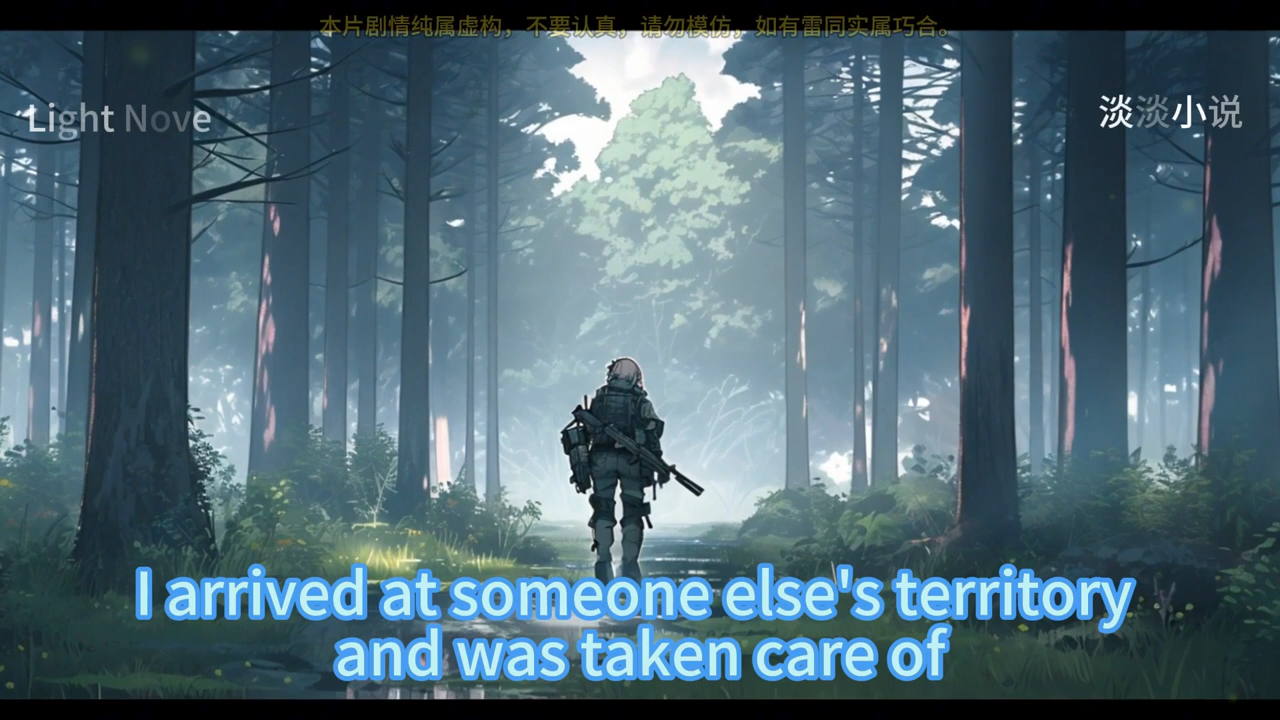 本片剧情纯属虚构，不要认真，请勿模仿，如有雷同实属巧合。
Light Nove
淡淡小说
I arrived at someone else's territory
and was taken care of